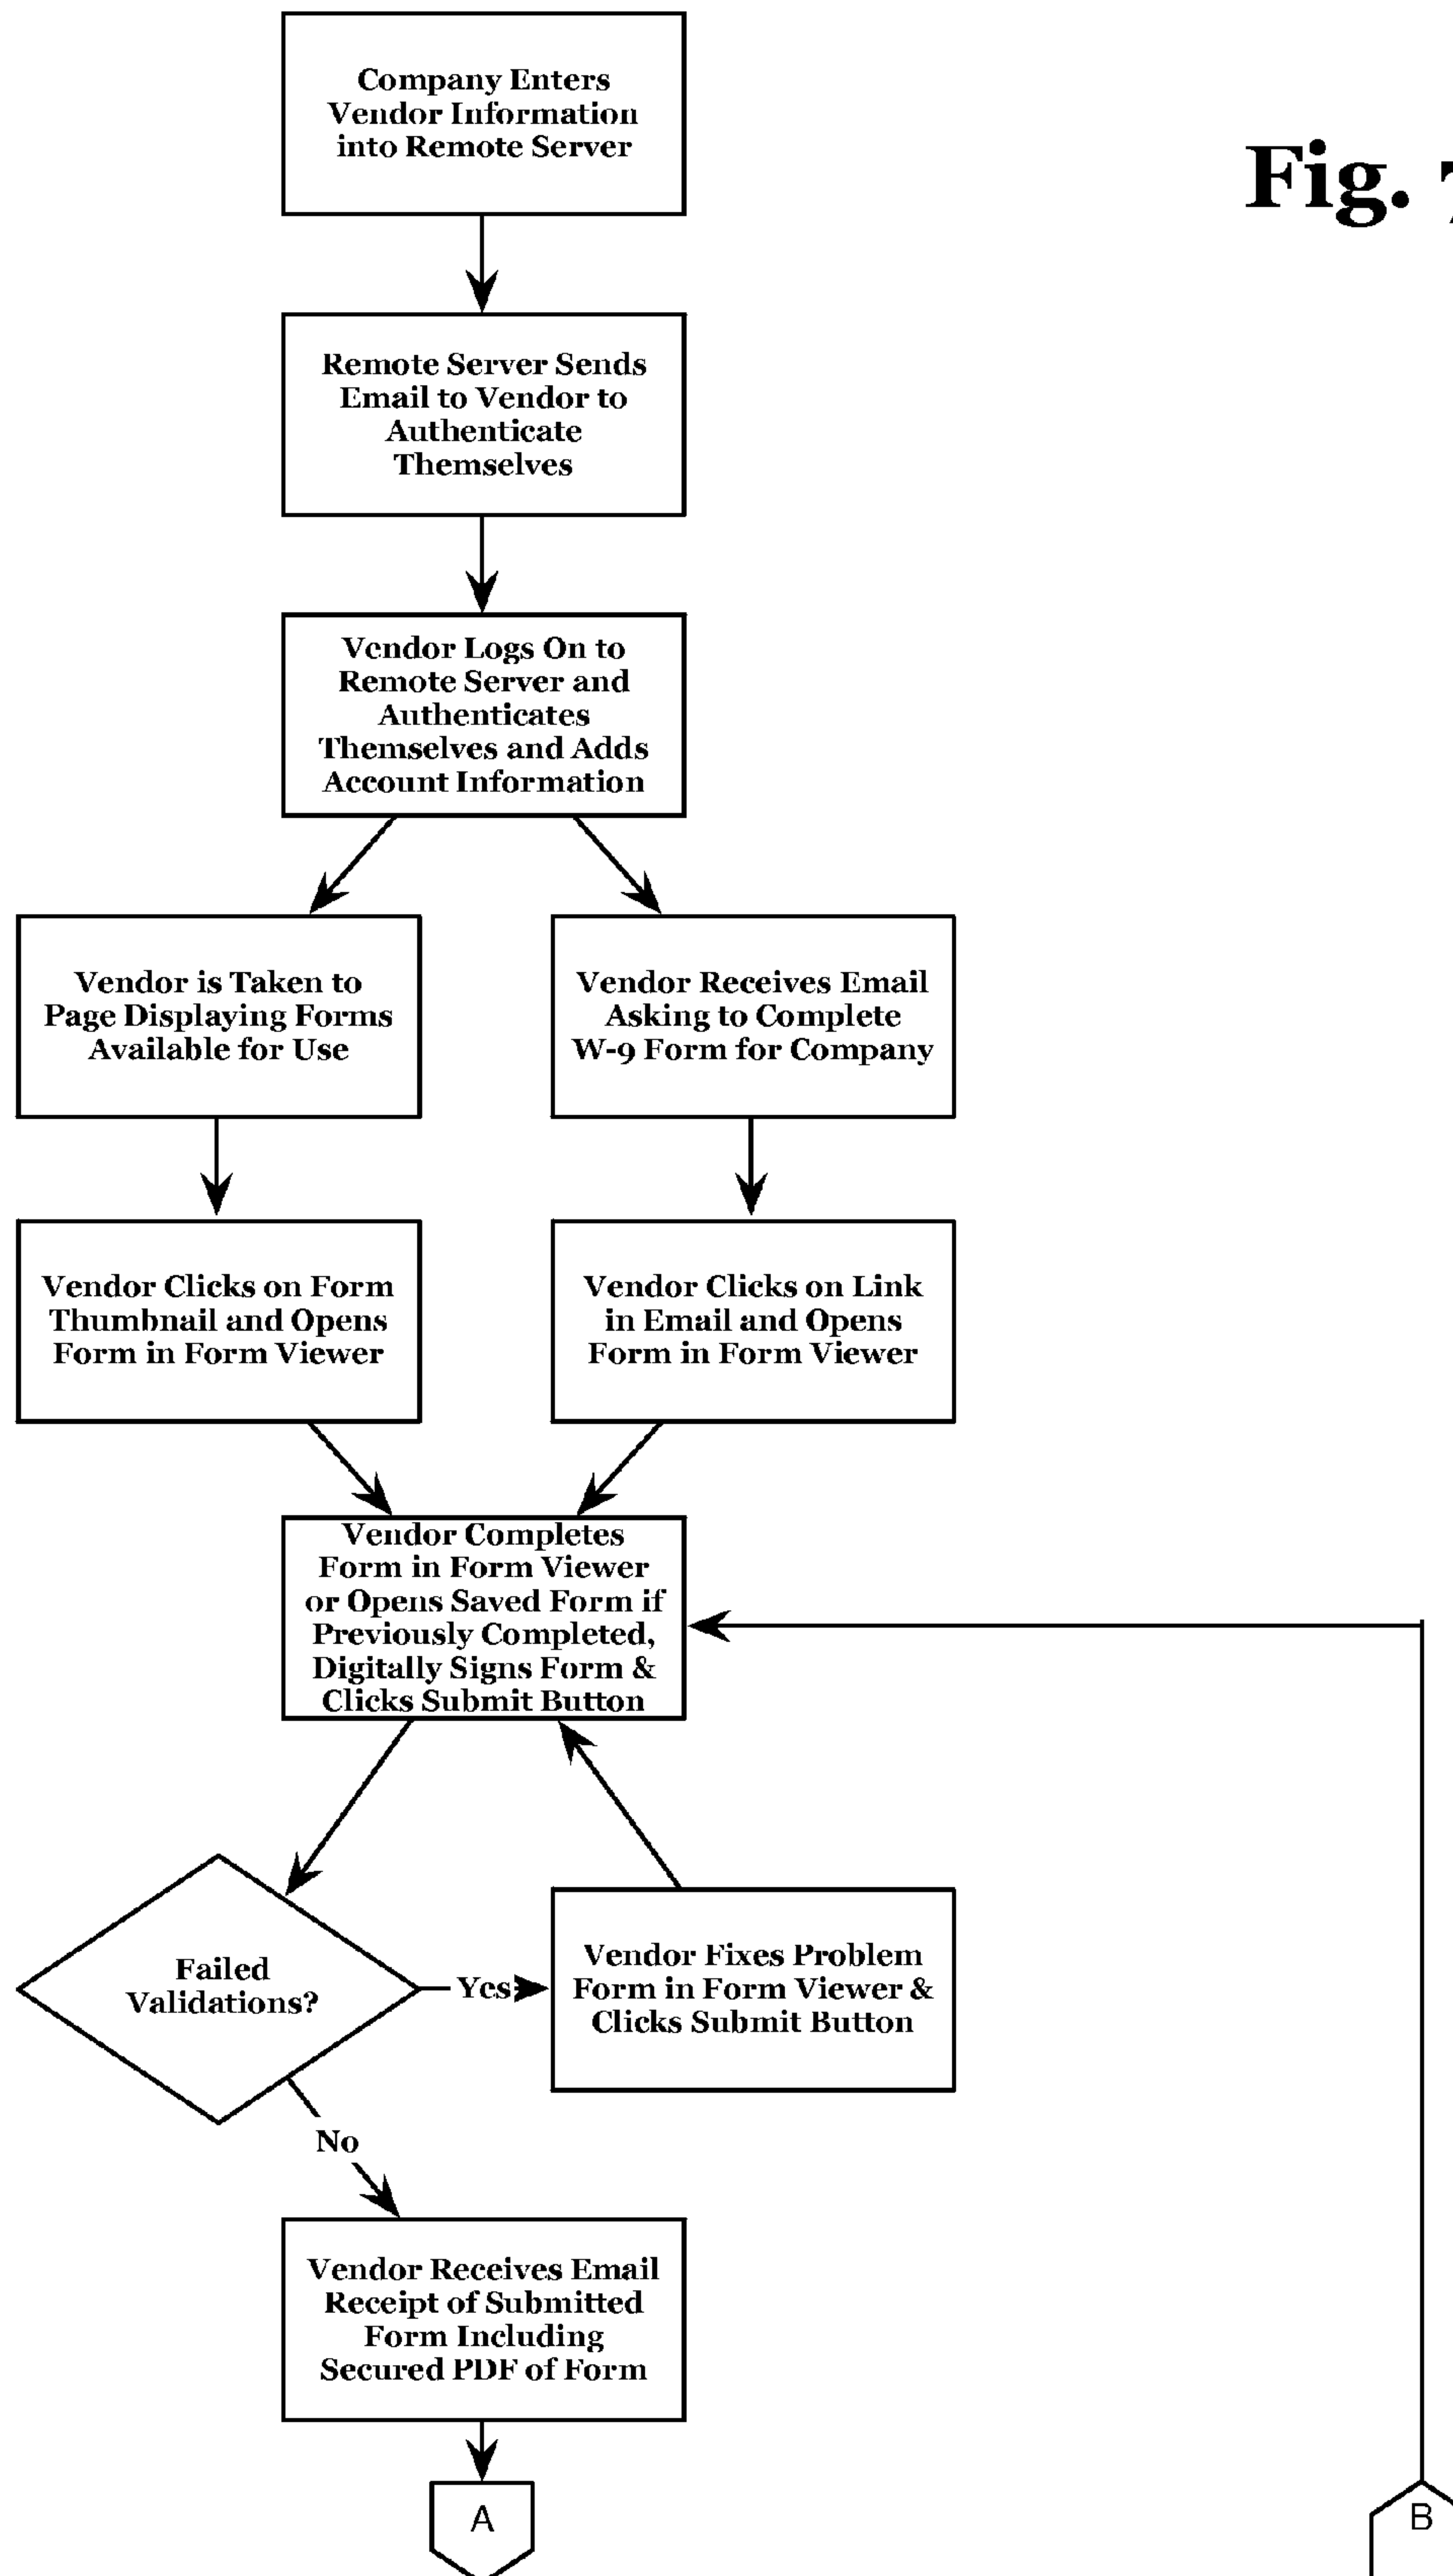 Company Enters
Vendor Information
into Remote Server
Fig. 7
Remote Server Sends
Email to Vendor to
Authenticate
Themselves
Vendor Logs On to
Remote Server and
Authenticates
Themselves and Adds
Account Information
Vendor is Taken to
Page Displaying Forms
Available for Use
Vendor Receives Email
Asking to Complete
W-9 Form for Company
Vendor Clicks on Form
Thumbnail and Opens
Form in Form Viewer
Vendor Clicks on Link
in Email and Opens
Form in Form Viewer
Vendor Completes
Form in Form Viewer
or Opens Saved Form if
Previously Completed,
Digitally Signs Form &
Clicks Submit Button
Failed
Validations?
Yes
Vendor Fixes Problem
Form in Form Viewer &
Clicks Submit Button
No
Vendor Receives Email
Receipt of Submitted
Form Including
Secured PDF of Form
A
B